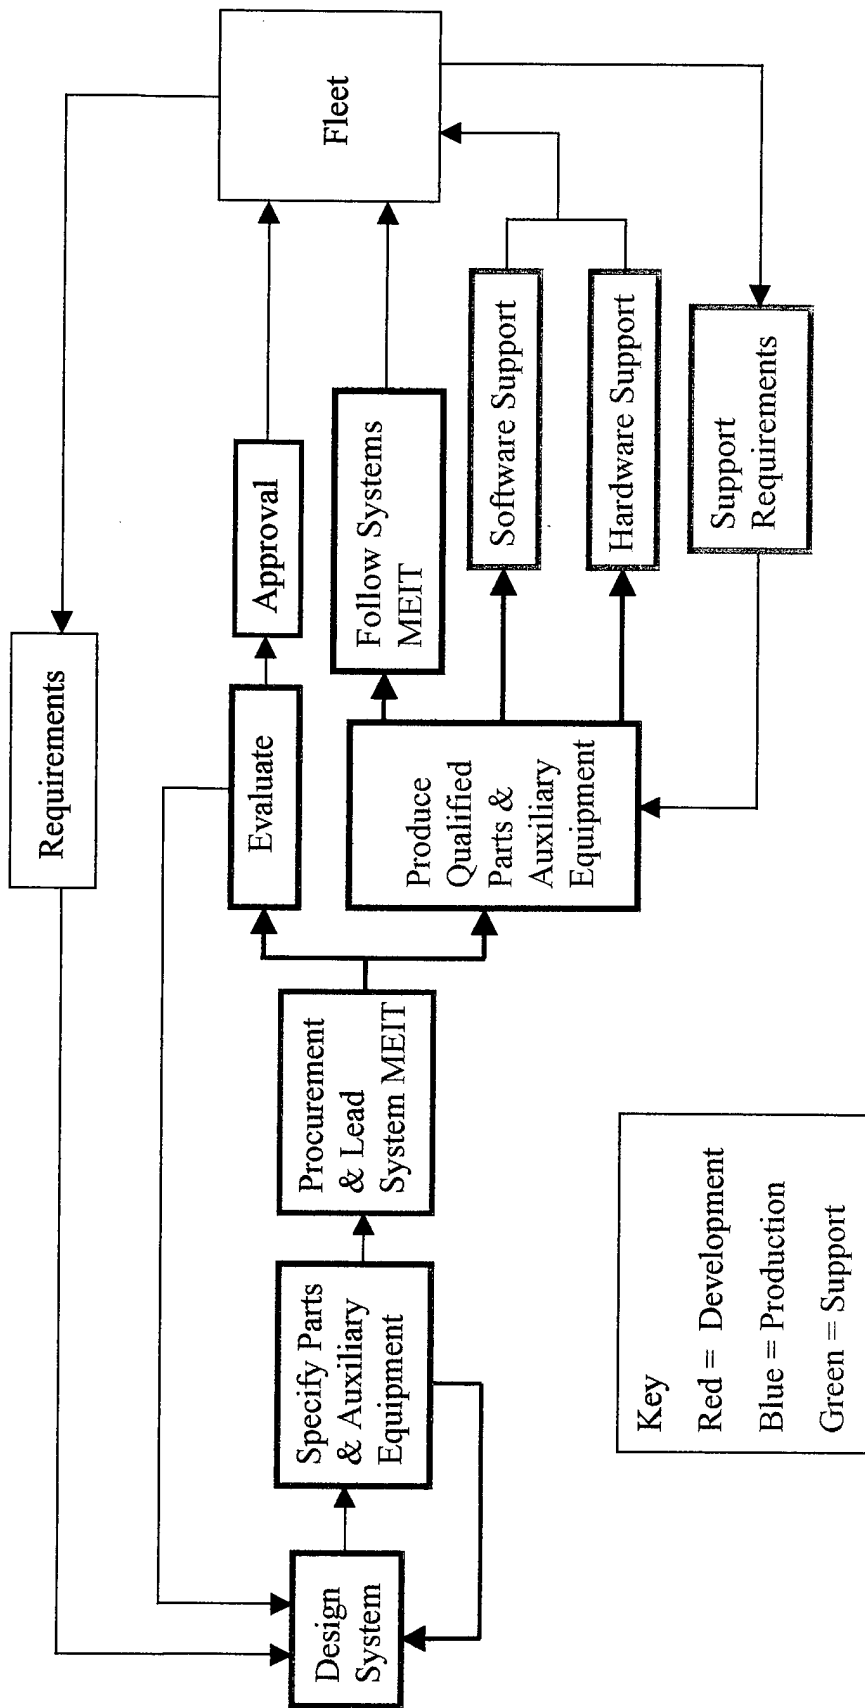 Requirements
Fleet
Evaluate
Approval
Design
System
Specify Parts
& Auxiliary
Equipment
Procurement
& Lead
System MEIT
Follow Systems
MEIT
Produce
Qualified
Parts &
Auxiliary
Equipment
Software Support
Hardware Support
Support
Requirements
Key
Red = Development
Blue = Production
Green = Support